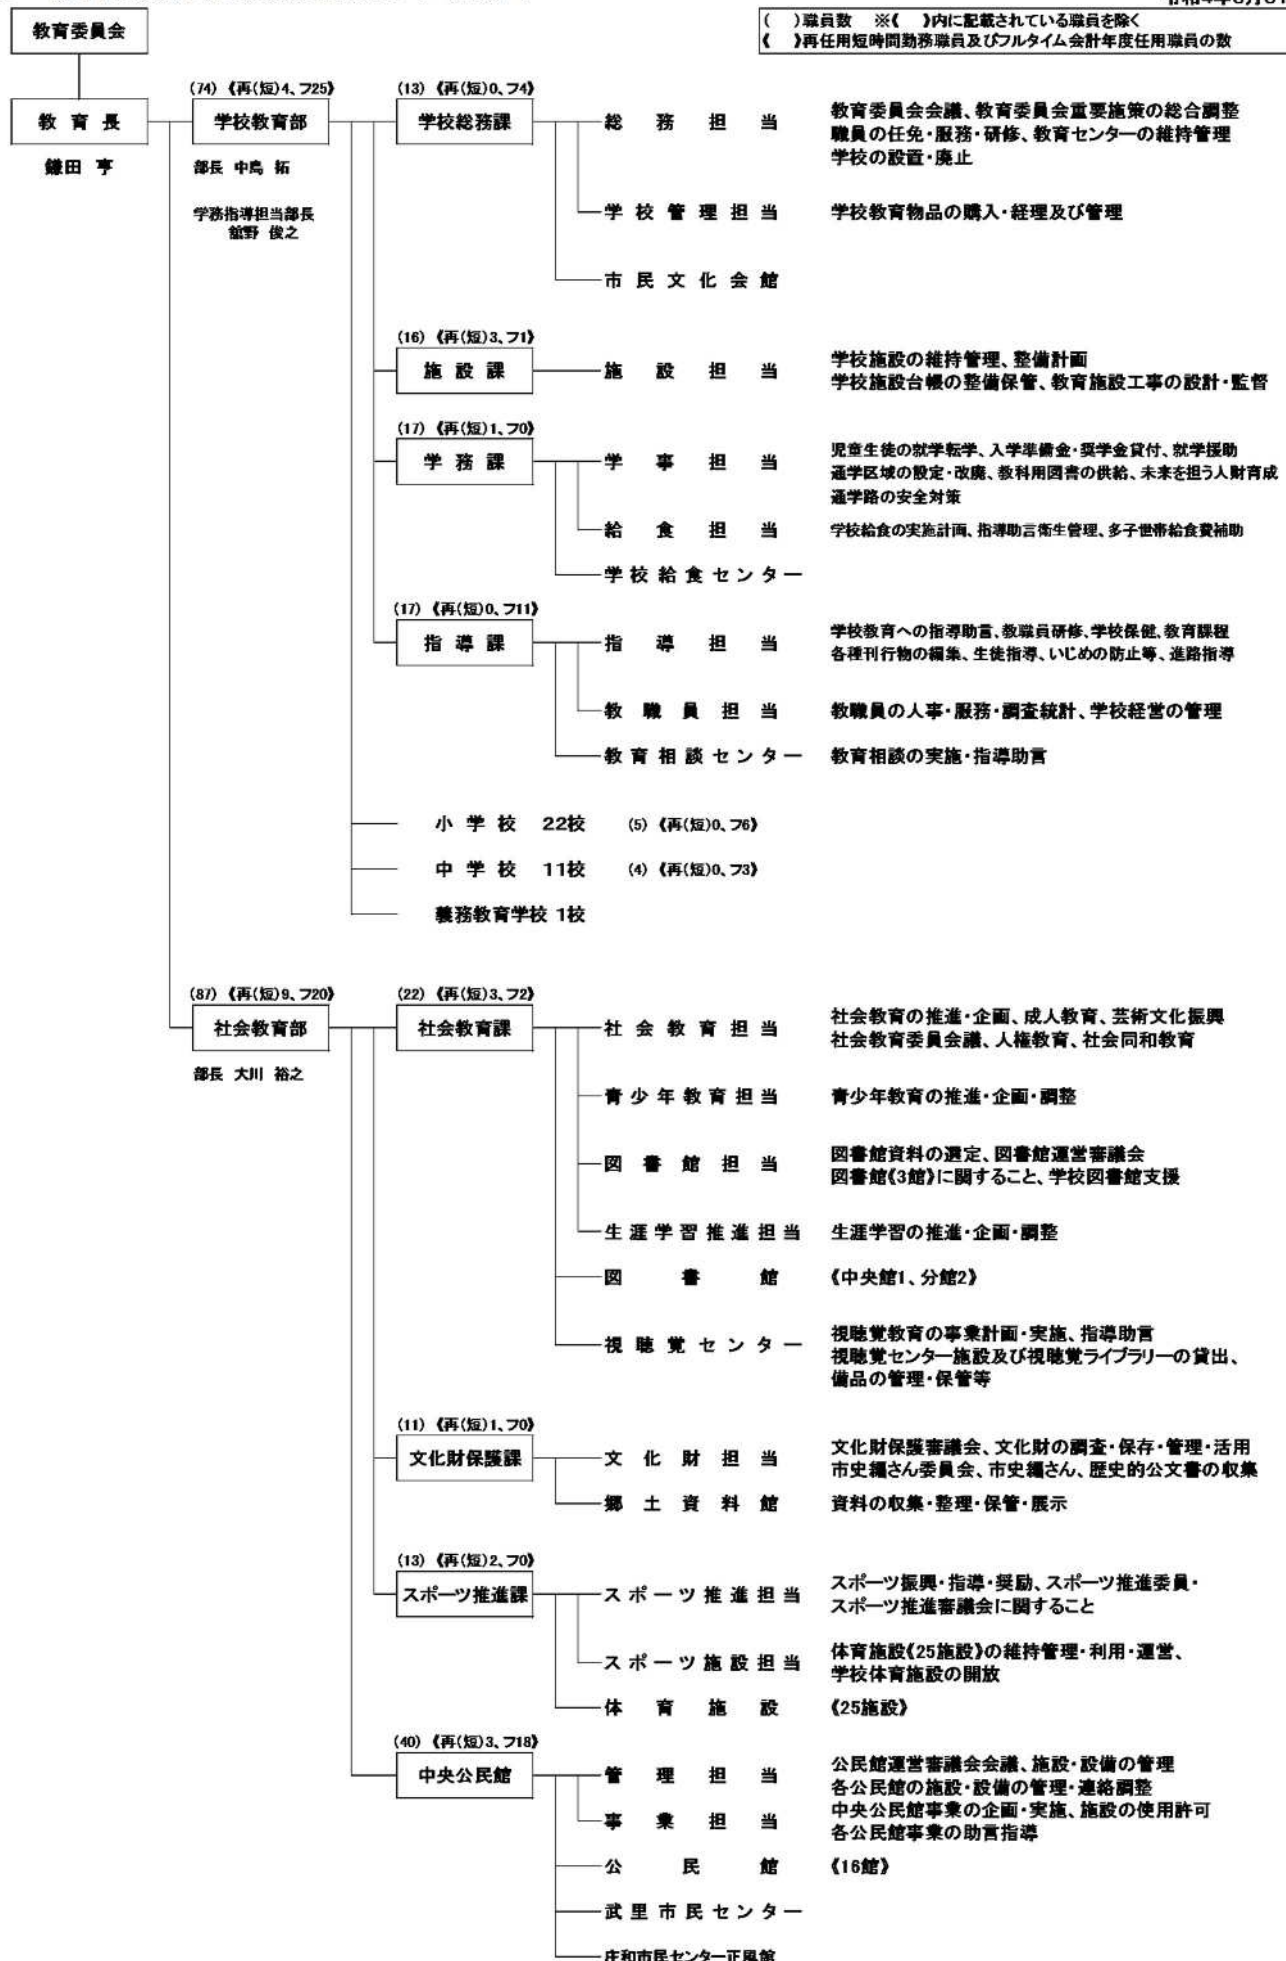 教育委員会
( )職員数 ※《 》内に記載されている職員を除く
《 》再任用短時間勤務職員及びフルタイム会計年度任用職員の数
教育長
鎌田 亨
(74)《再(短)4、フ25》
学校教育部
部長 中島 拓
学務指導担当部長
舘野 俊之
(13)《再(短)0、フ4》
学校総務課
総務担当
教育委員会会議、教育委員会重要施策の総合調整
職員の任免・服務・研修、教育センターの維持管理
学校の設置・廃止
学校管理担当
学校教育物品の購入・経理及び管理
市民文化会館
(16)《再(短)3、フ1》
施設課
施設担当
学校施設の維持管理、整備計画
学校施設台帳の整備保管、教育施設工事の設計・監督
(17)《再(短)1、フ0》
学務課
学事担当
児童生徒の就学転学、入学準備金・奨学金貸付、就学援助
通学区域の設定・改廃、教科用図書の供給、未来を担う人財育成
通学路の安全対策
給食担当
学校給食の実施計画、指導助言衛生管理、多子世帯給食費補助
学校給食センター
(17)《再(短)0、フ11》
指導課
指導担当
学校教育への指導助言、教職員研修、学校保健、教育課程
各種刊行物の編集、生徒指導、いじめの防止等、進路指導
教職員担当
教職員の人事・服務・調査統計、学校経営の管理
教育相談センター
教育相談の実施・指導助言
小学校 22校 (5)《再(短)0、フ6》
中学校 11校 (4)《再(短)0、フ3》
義務教育学校 1校
(87)《再(短)9、フ20》
社会教育部
部長 大川 裕之
(22)《再(短)3、フ2》
社会教育課
社会教育担当
社会教育の推進・企画、成人教育、芸術文化振興
社会教育委員会議、人権教育、社会同和教育
青少年教育担当
青少年教育の推進・企画・調整
図書館担当
図書館資料の選定、図書館運営審議会
図書館《3館》に関すること、学校図書館支援
生涯学習推進担当
生涯学習の推進・企画・調整
図書館
《中央館1、分館2》
視聴覚センター
視聴覚教育の事業計画・実施、指導助言
視聴覚センター施設及び視聴覚ライブラリーの貸出、
備品の管理・保管等
(11)《再(短)1、フ0》
文化財保護課
文化財担当
文化財保護審議会、文化財の調査・保存・管理・活用
市史編さん委員会、市史編さん、歴史的公文書の収集
郷土資料館
資料の収集・整理・保管・展示
(13)《再(短)2、フ0》
スポーツ推進課
スポーツ推進担当
スポーツ振興・指導・奨励、スポーツ推進委員・
スポーツ推進審議会に関すること
スポーツ施設担当
体育施設《25施設》の維持管理・利用・運営、
学校体育施設の開放
体育施設
《25施設》
(40)《再(短)3、フ18》
中央公民館
管理担当
公民館運営審議会会議、施設・設備の管理
各公民館の施設・設備の管理・連絡調整
事業担当
中央公民館事業の企画・実施、施設の使用許可
各公民館事業の助言指導
公民館
《16館》
武里市民センター
庄和市民センター正風館